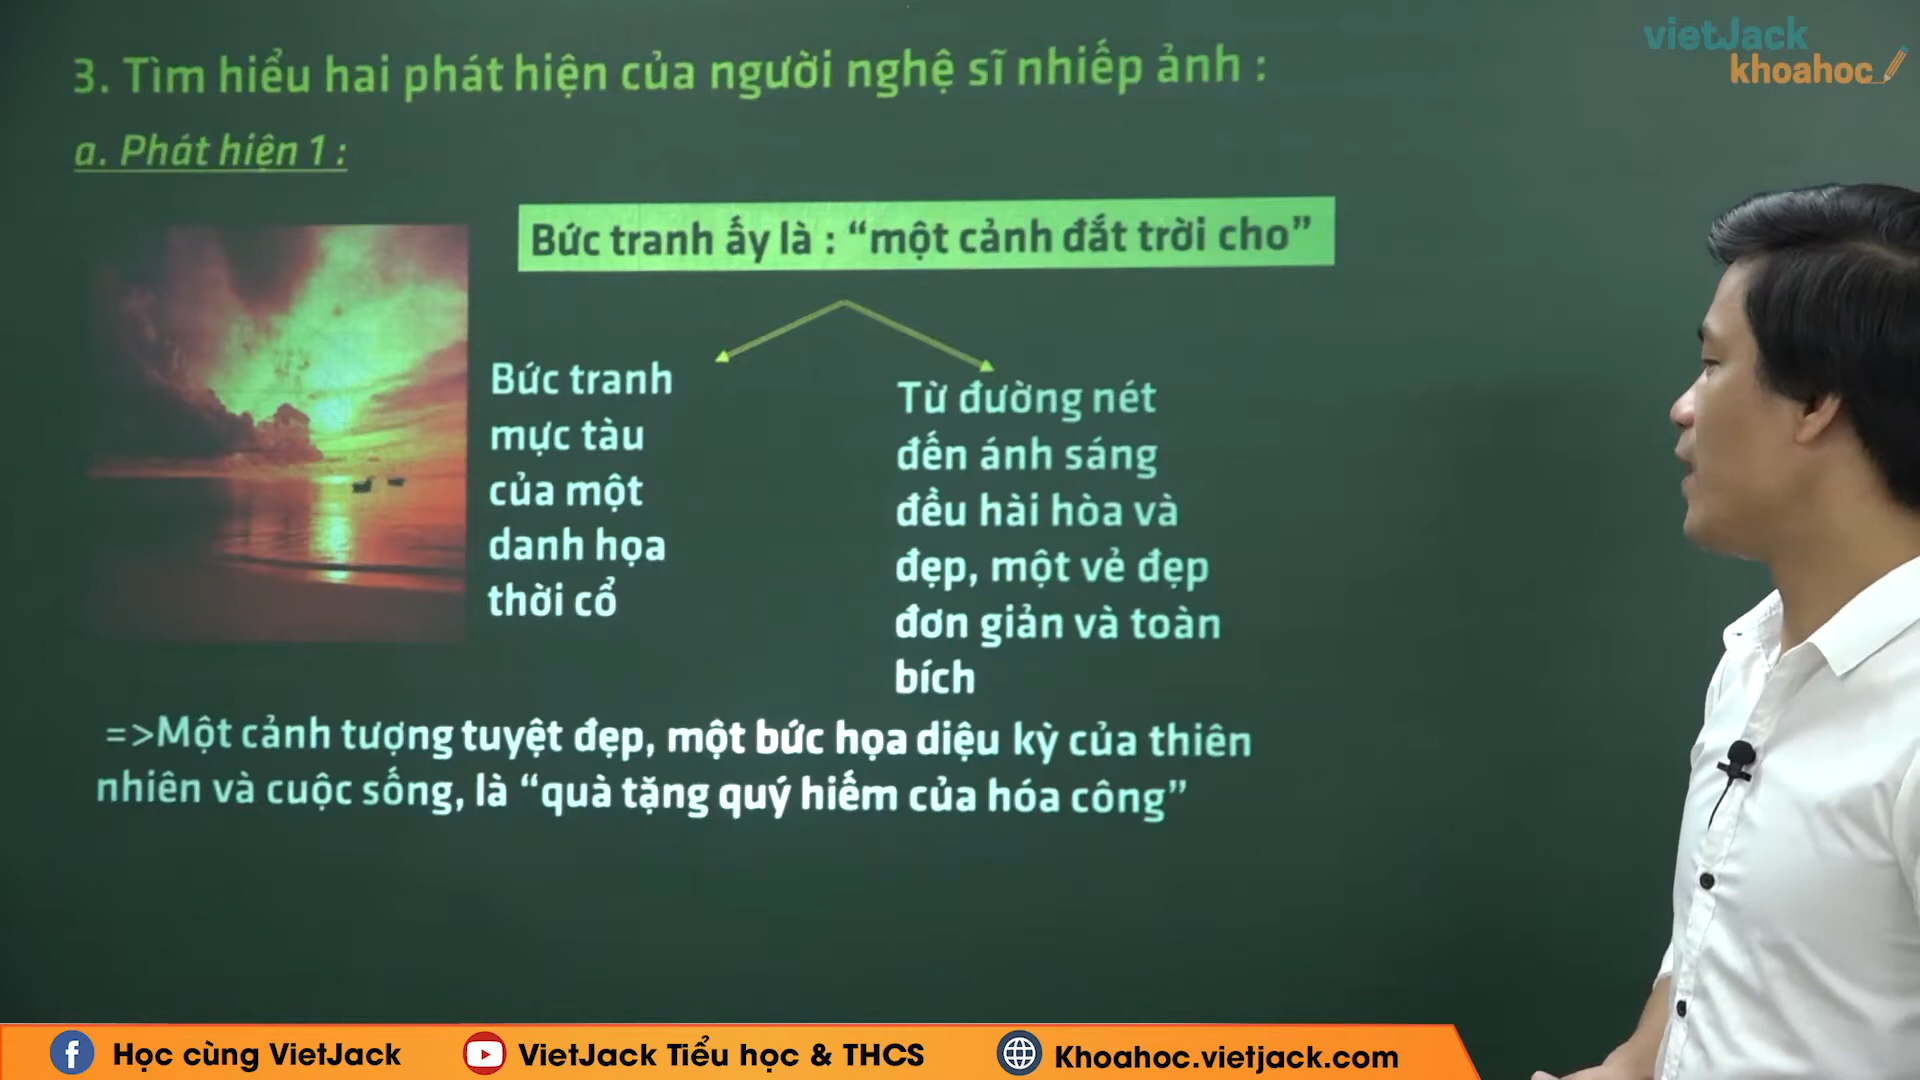 vietJack
khoahoc
3. Tìm hiểu hai phát hiện của người nghệ sĩ nhiếp ảnh :
a. Phát hiện 1 :
Bức tranh ấy là : “một cảnh đắt trời cho”
Bức tranh
mực tàu
của một
danh họa
thời cổ
Từ đường nét
đến ánh sáng
đều hài hòa và
đẹp, một vẻ đẹp
đơn giản và toàn
bích
=>Một cảnh tượng tuyệt đẹp, một bức họa diệu kỳ của thiên
nhiên và cuộc sống, là “quà tặng quý hiếm của hóa công”
Học cùng VietJack
VietJack Tiểu học & THCS
Khoahoc.vietjack.com